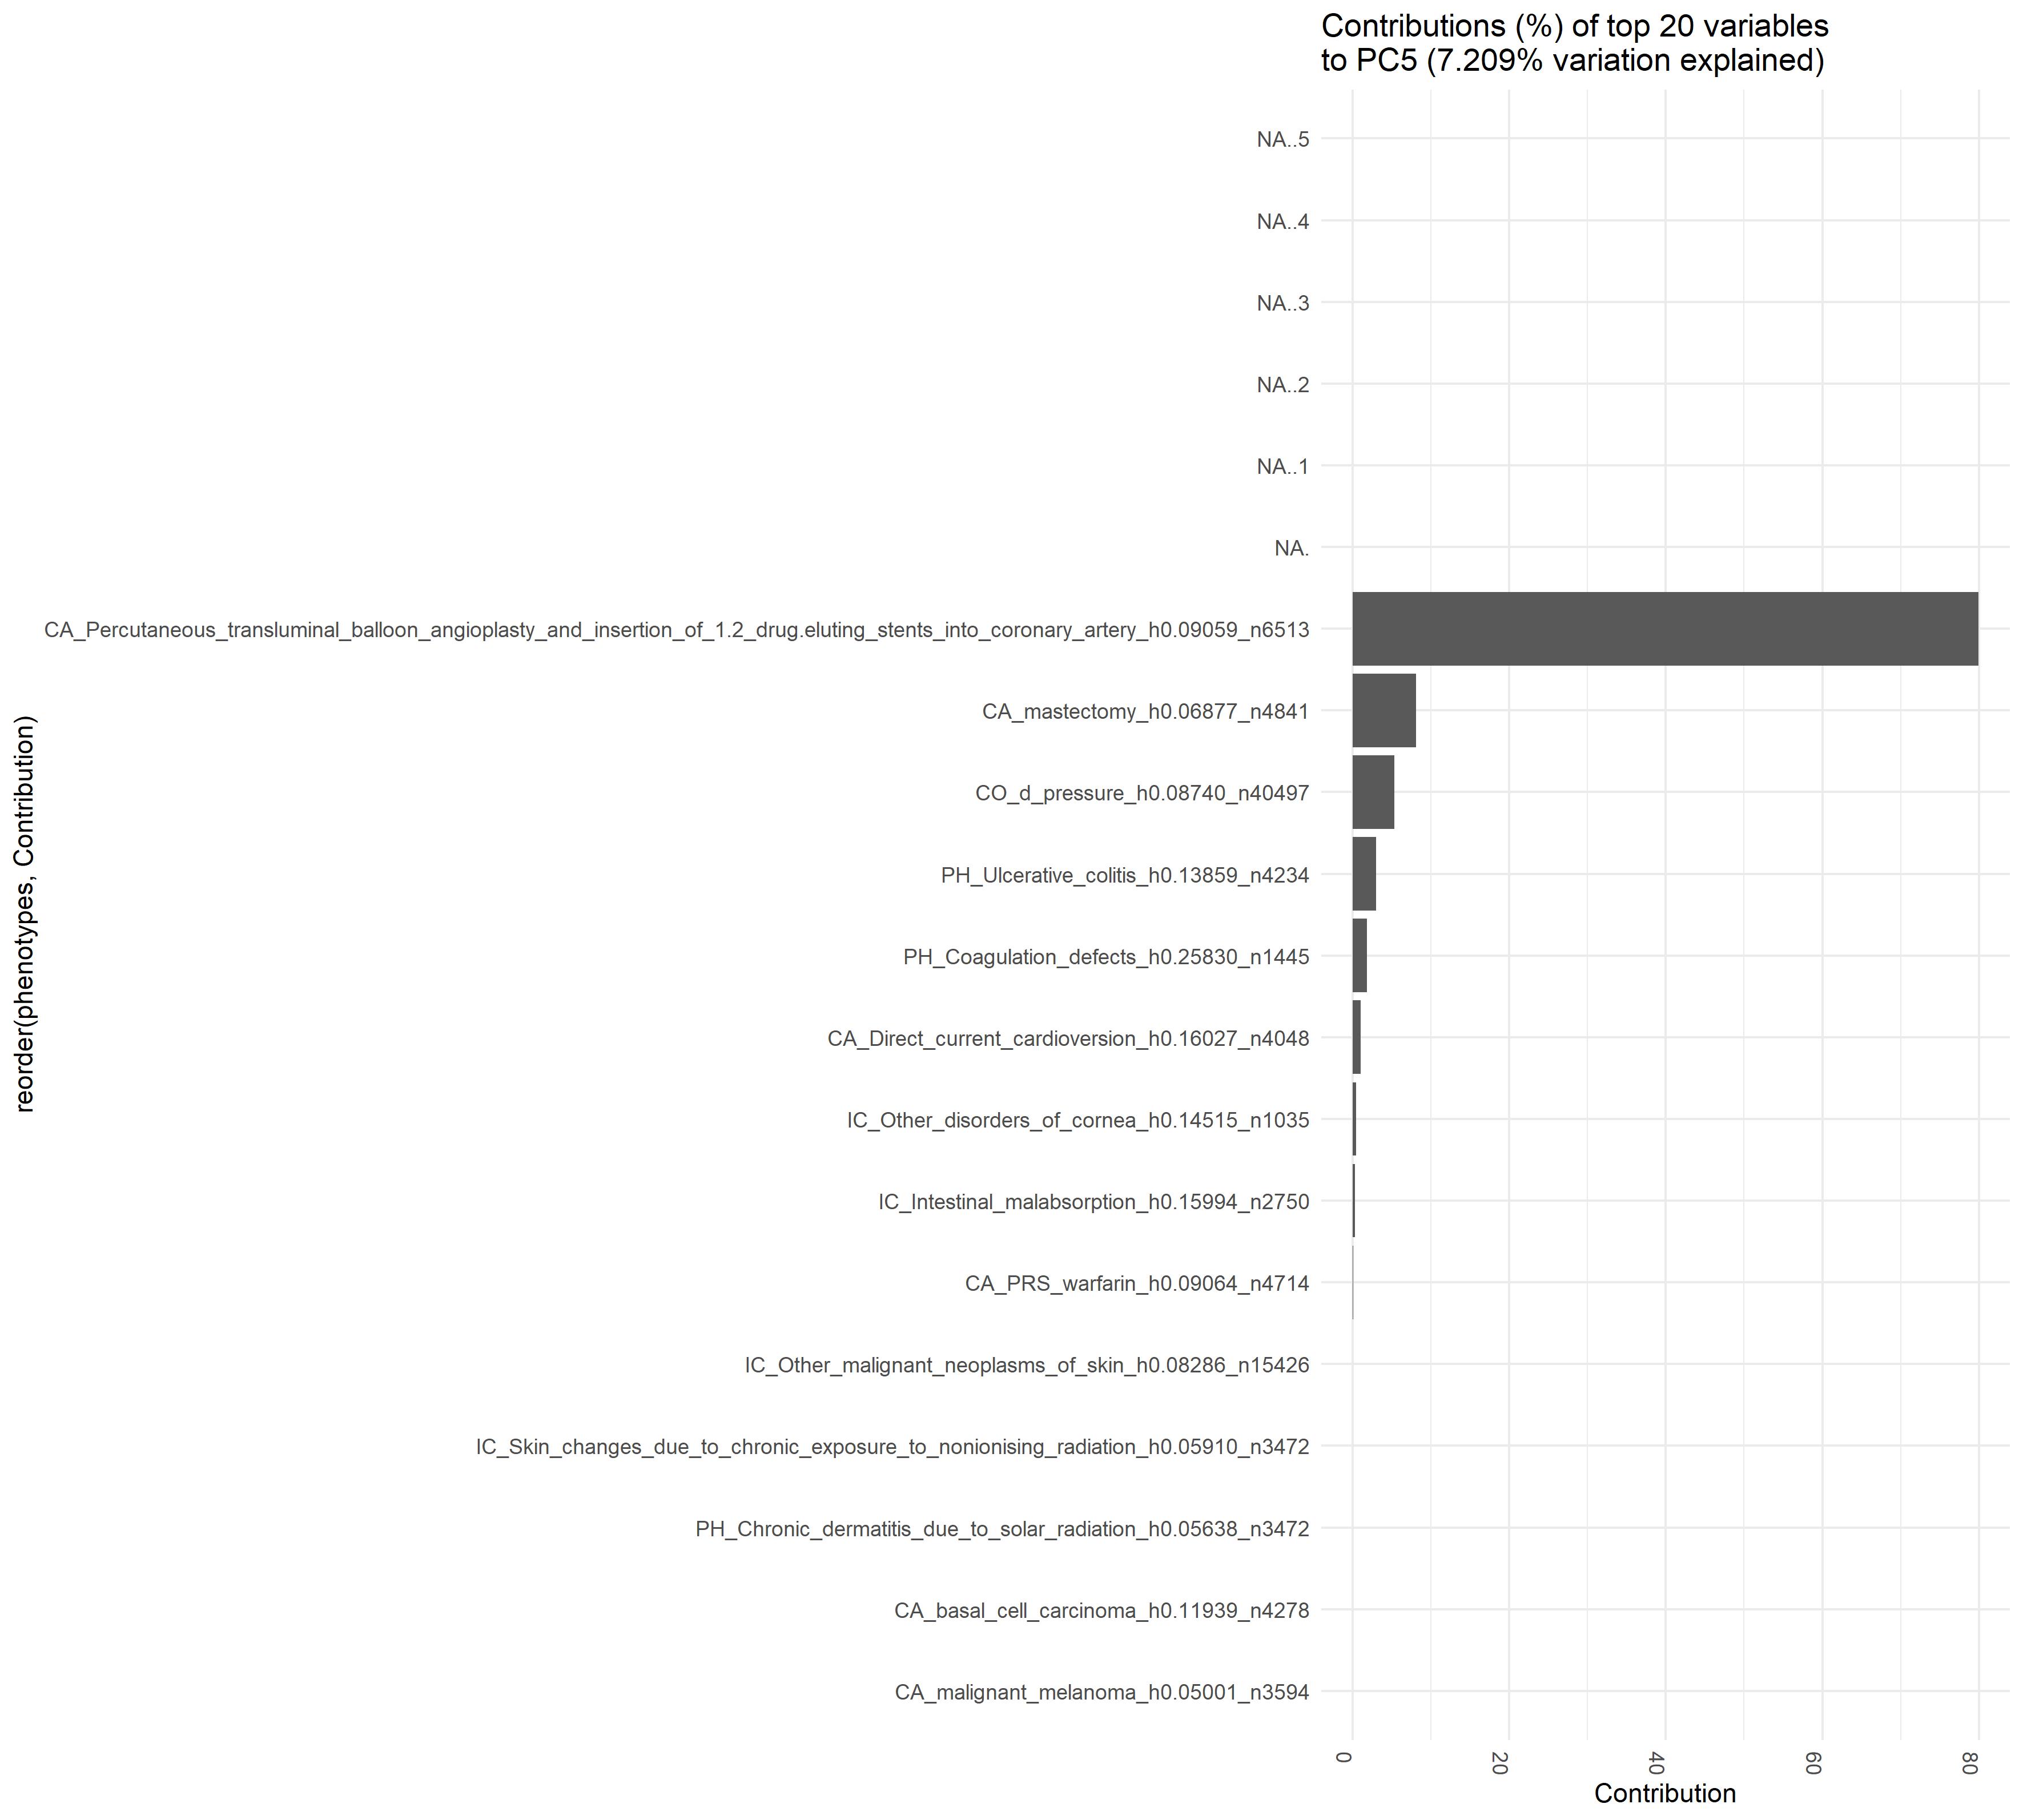 Contributions (%) of top 20 variables
to PC5 (7.209% variation explained)
NA..5
NA..4
NA..3
NA..2
NA..1
NA.
CA_Percutaneous_transluminal_balloon_angioplasty_and_insertion_of_1.2_drug.eluting_stents_into_coronary_artery_h0.09059_n6513
CA_mastectomy_h0.06877_n4841
CO_d_pressure_h0.08740_n40497
PH_Ulcerative_colitis_h0.13859_n4234
PH_Coagulation_defects_h0.25830_n1445
CA_Direct_current_cardioversion_h0.16027_n4048
IC_Other_disorders_of_cornea_h0.14515_n1035
IC_Intestinal_malabsorption_h0.15994_n2750
CA_PRS_warfarin_h0.09064_n4714
IC_Other_malignant_neoplasms_of_skin_h0.08286_n15426
IC_Skin_changes_due_to_chronic_exposure_to_nonionising_radiation_h0.05910_n3472
PH_Chronic_dermatitis_due_to_solar_radiation_h0.05638_n3472
CA_basal_cell_carcinoma_h0.11939_n4278
CA_malignant_melanoma_h0.05001_n3594
reorder(phenotypes, Contribution)
0 20 40 60 80
Contribution